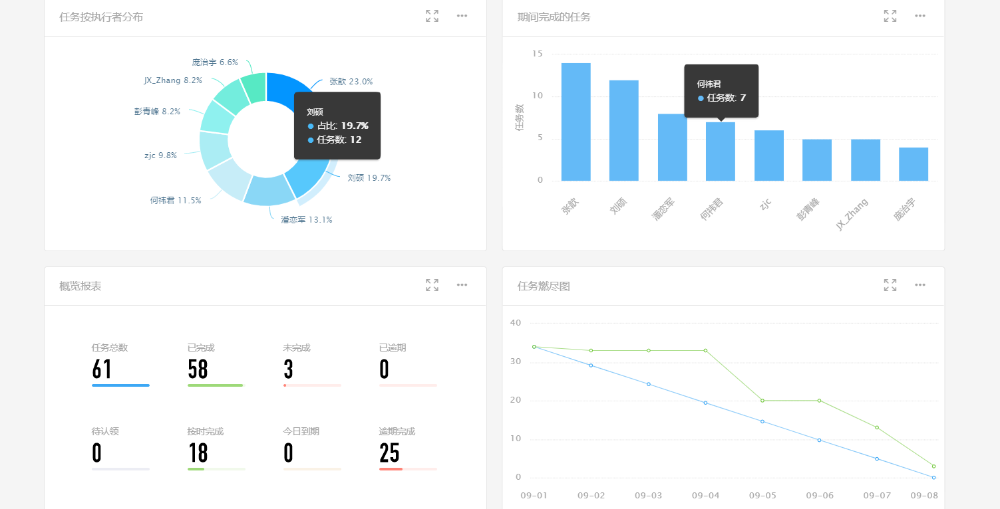 任务按执行者分布
庞治宇 6.6%
JX_Zhang 8.2%
张歆 23.0%
彭青峰 8.2%
刘硕
占比: 19.7%
任务数: 12
zjc 9.8%
刘硕 19.7%
何祎君 11.5%
潘恋军 13.1%
期间完成的任务
任务数
15
10
5
0
何祎君
任务数: 7
张歆
刘硕
潘恋军
何祎君
zjc
彭青峰
JX_Zhang
庞治宇
概览报表
任务总数
61
已完成
58
未完成
3
已逾期
0
待认领
0
按时完成
18
今日到期
0
逾期完成
25
任务燃尽图
40
30
20
10
0
09-01
09-02
09-03
09-04
09-05
09-06
09-07
09-08